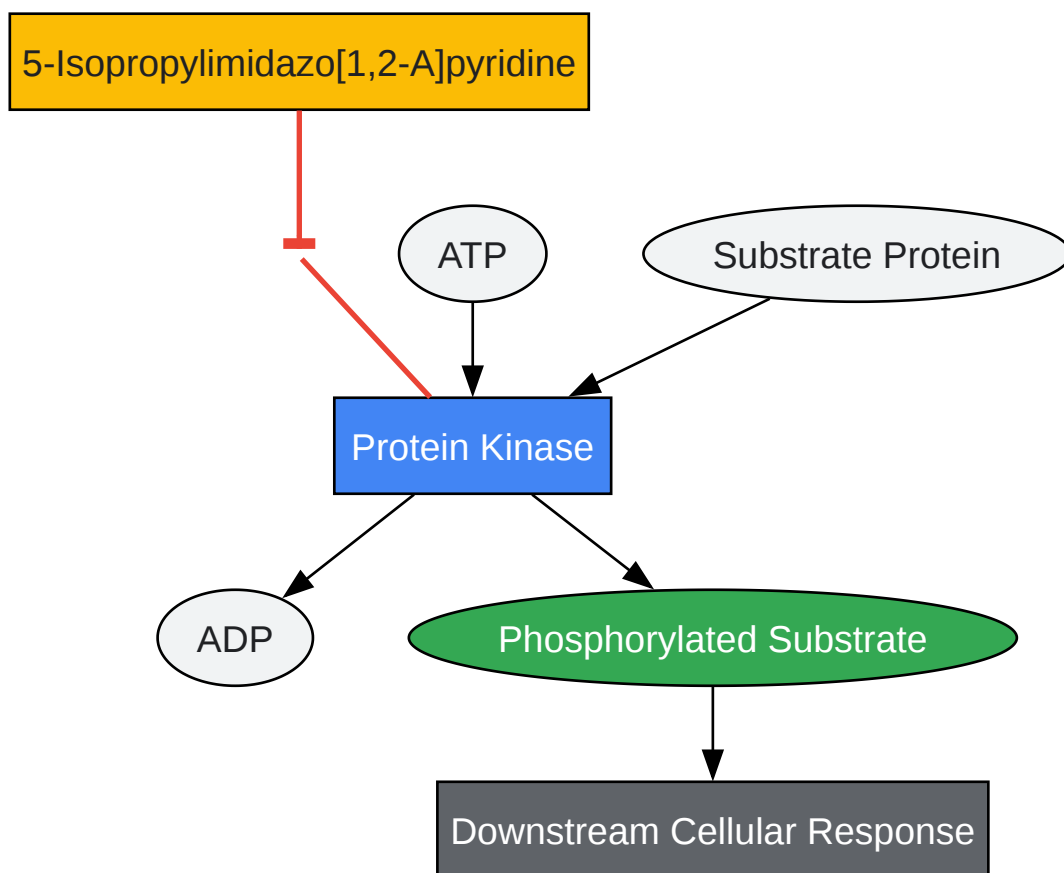 5-Isopropylimidazo[1,2-A]pyridine
ATP
Substrate Protein
Protein Kinase
ADP
Phosphorylated Substrate
Downstream Cellular Response